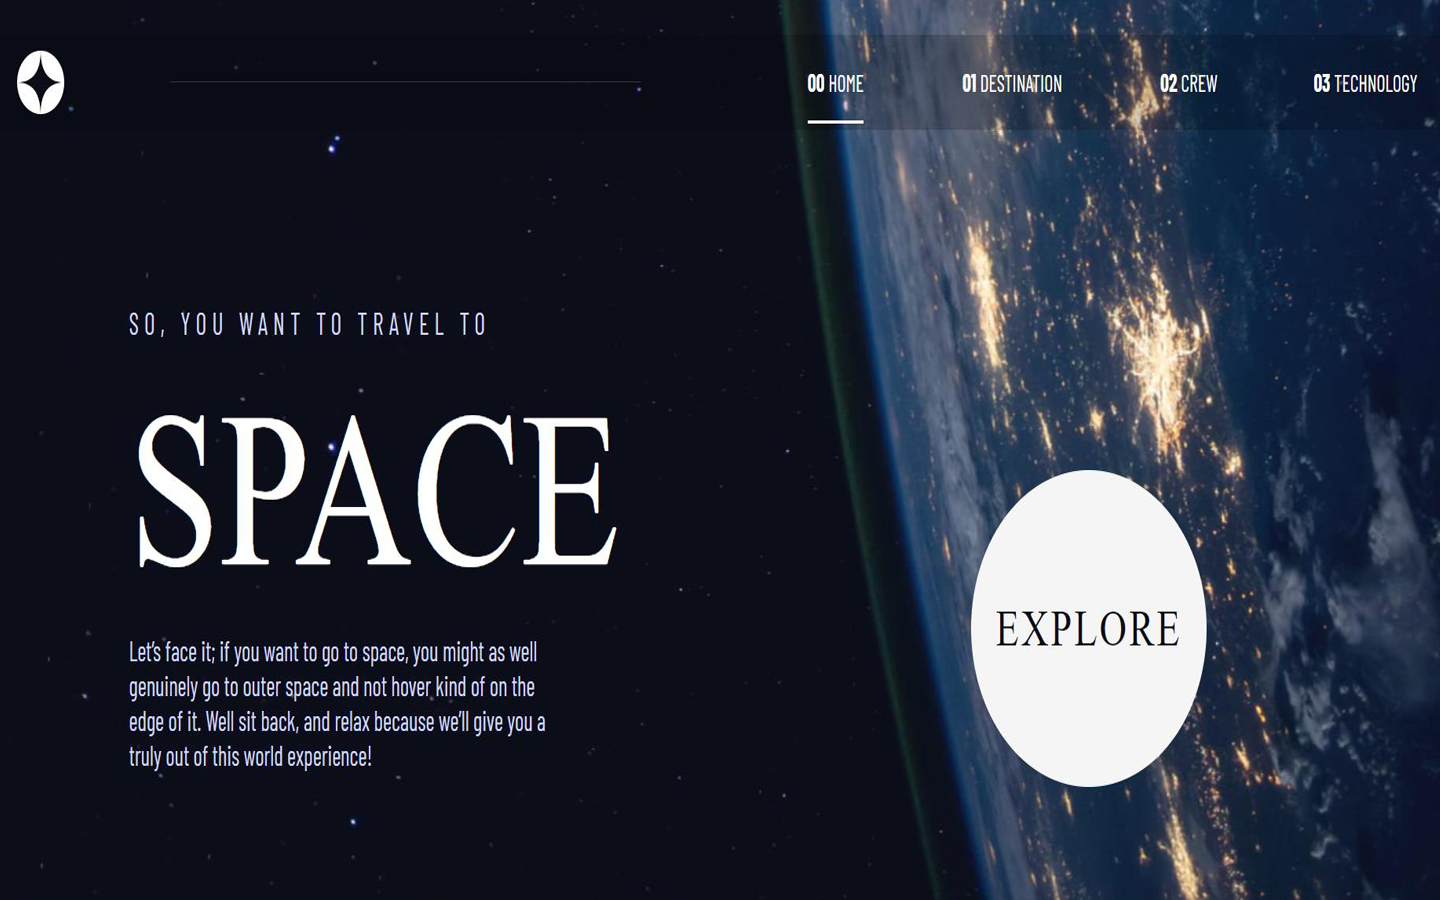 00 HOME 01 DESTINATION 02 CREW 03 TECHNOLOGY
SO, YOU WANT TO TRAVEL TO
SPACE
Let’s face it; if you want to go to space, you might as well
genuinely go to outer space and not hover kind of on the
edge of it. Well sit back, and relax because we’ll give you a
truly out of this world experience!
EXPLORE